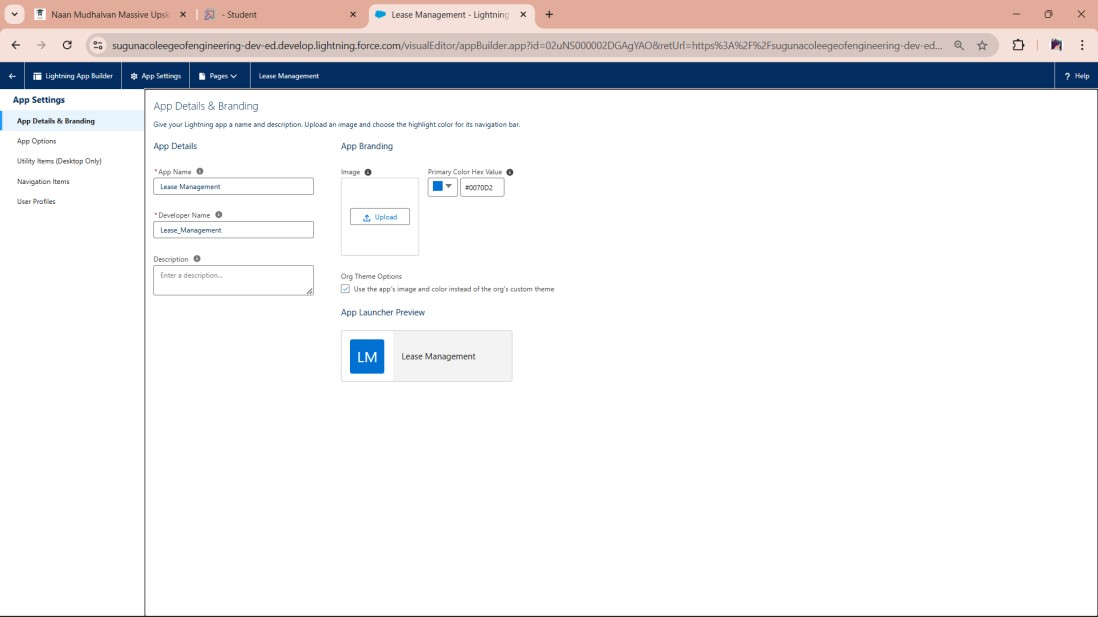 Naan Mudhalvan Massive Upsk
- Student
Lease Management - Lightning
sugunacoleegeofengineering-dev-ed.develop.lightning.force.com/visualEditor/appBuilder.app?id=02uNS000002DGAgYAO&retUrl=https%3A%2F%2Fsugunacoleegeofengineering-dev-ed...
Lightning App Builder
App Settings
Pages
Lease Management
? Help
App Settings
App Details & Branding
App Options
Utility Items (Desktop Only)
Navigation Items
User Profiles
App Details & Branding
Give your Lightning app a name and description. Upload an image and choose the highlight color for its navigation bar.
App Details
*App Name
Lease Management
*Developer Name
Lease_Management
Description
Enter a description...
App Branding
Image
Upload
Primary Color Hex Value
#0070D2
Org Theme Options
Use the app's image and color instead of the org's custom theme
App Launcher Preview
LM
Lease Management